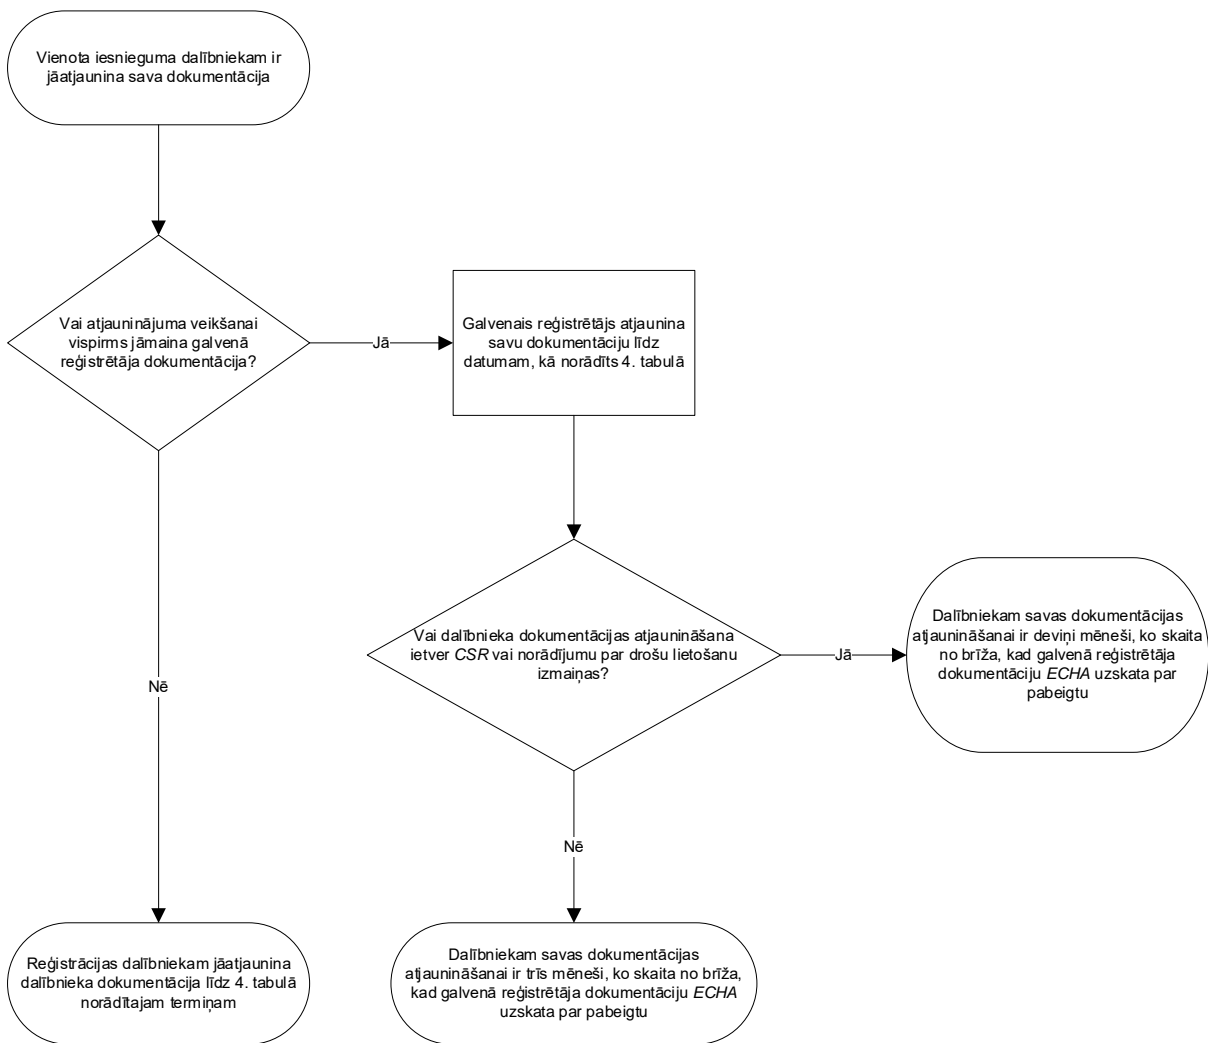 Vienota iesnieguma dalībniekam ir
jāatjaunina sava dokumentācija
Vai atjauninājuma veikšanai
vispirms jāmaina galvenā
reģistrētāja dokumentācija?
Jā
Galvenais reģistrētājs atjaunina
savu dokumentāciju līdz
datumam, kā norādīts 4. tabulā
Vai dalībnieka dokumentācijas atjaunināšana
ietver CSR vai norādījumu par drošu lietošanu
izmaiņas?
Jā
Dalībniekam savas dokumentācijas
atjaunināšanai ir deviņi mēneši, ko skaita
no brīža, kad galvenā reģistrētāja
dokumentāciju ECHA uzskata par
pabeigtu
Nē
Nē
Reģistrācijas dalībniekam jāatjaunina
dalībnieka dokumentācija līdz 4. tabulā
norādītajam termiņam
Dalībniekam savas dokumentācijas
atjaunināšanai ir trīs mēneši, ko skaita no brīža,
kad galvenā reģistrētāja dokumentāciju ECHA
uzskata par pabeigtu